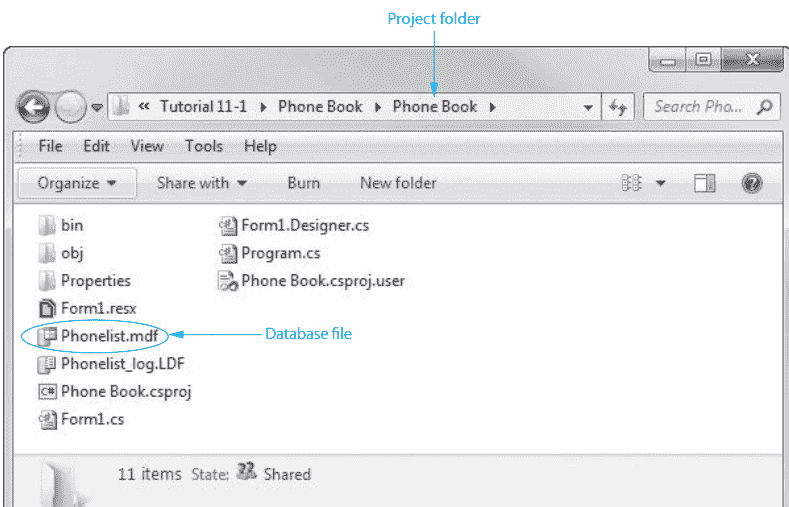 Project folder
« Tutorial 11-1 ▸ Phone Book ▸ Phone Book ▸ Search Pho...
File Edit View Tools Help
Organize ▾ Share with ▾ Burn New folder
bin
obj
Properties
Form1.resx
Phonelist.mdf
Phonelist_log.LDF
Phone Book.csproj
Form1.cs
Form1.Designer.cs
Program.cs
Phone Book.csproj.user
Database file
11 items State: Shared